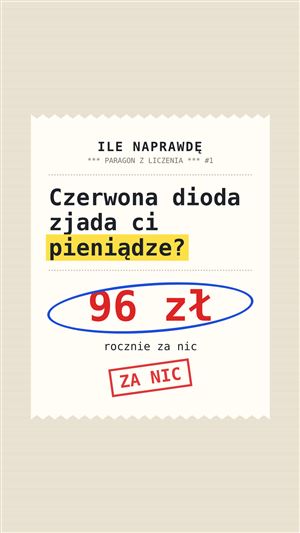 ILE NAPRAWDĘ
*** PARAGON Z LICZENIA *** #1
Czerwona dioda
zjada ci
pieniądze?
96 zł
rocznie za nic
ZA NIC